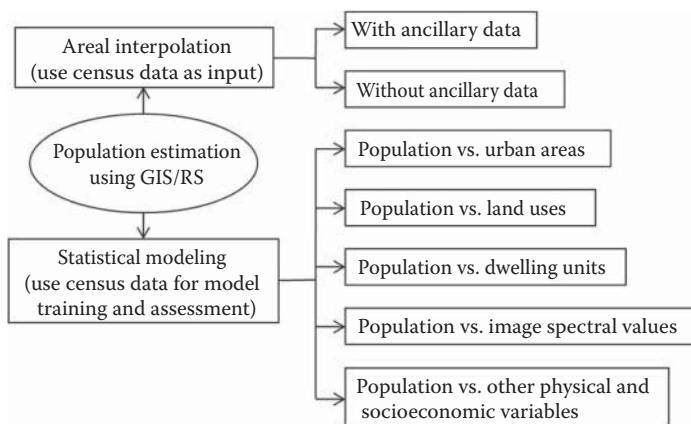 Areal interpolation
(use census data as input)
With ancillary data
Without ancillary data
Population estimation
using GIS/RS
Statistical modeling
(use census data for model
training and assessment)
Population vs. urban areas
Population vs. land uses
Population vs. dwelling units
Population vs. image spectral values
Population vs. other physical and
socioeconomic variables